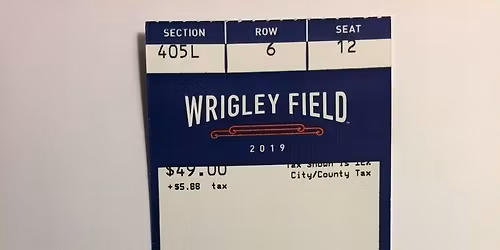 SECTION ROW SEAT
405L 6 12
WRIGLEY FIELD
2019
$49.00
City/County Tax
+$5.88 tax